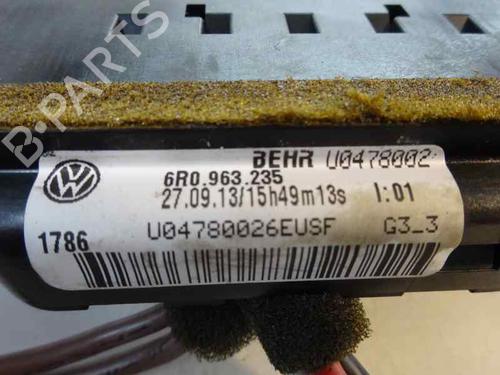 B-PARTS
BEHR U0478002
6R0.963.235
27.09.13/15h49m13s I:01
1786 U04780026EUSF G3_3